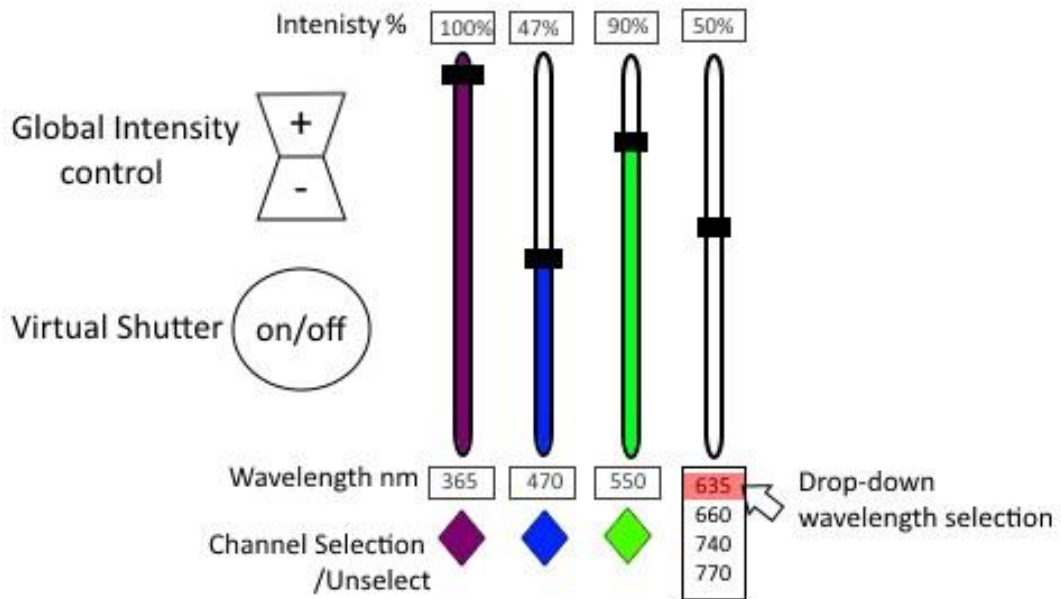 Intenisty %
100%
47%
90%
50%
Global Intensity
control
+
-
Virtual Shutter
on/off
Wavelength nm
365
470
550
635
660
740
770
Drop-down
wavelength selection
Channel Selection
/Unselect